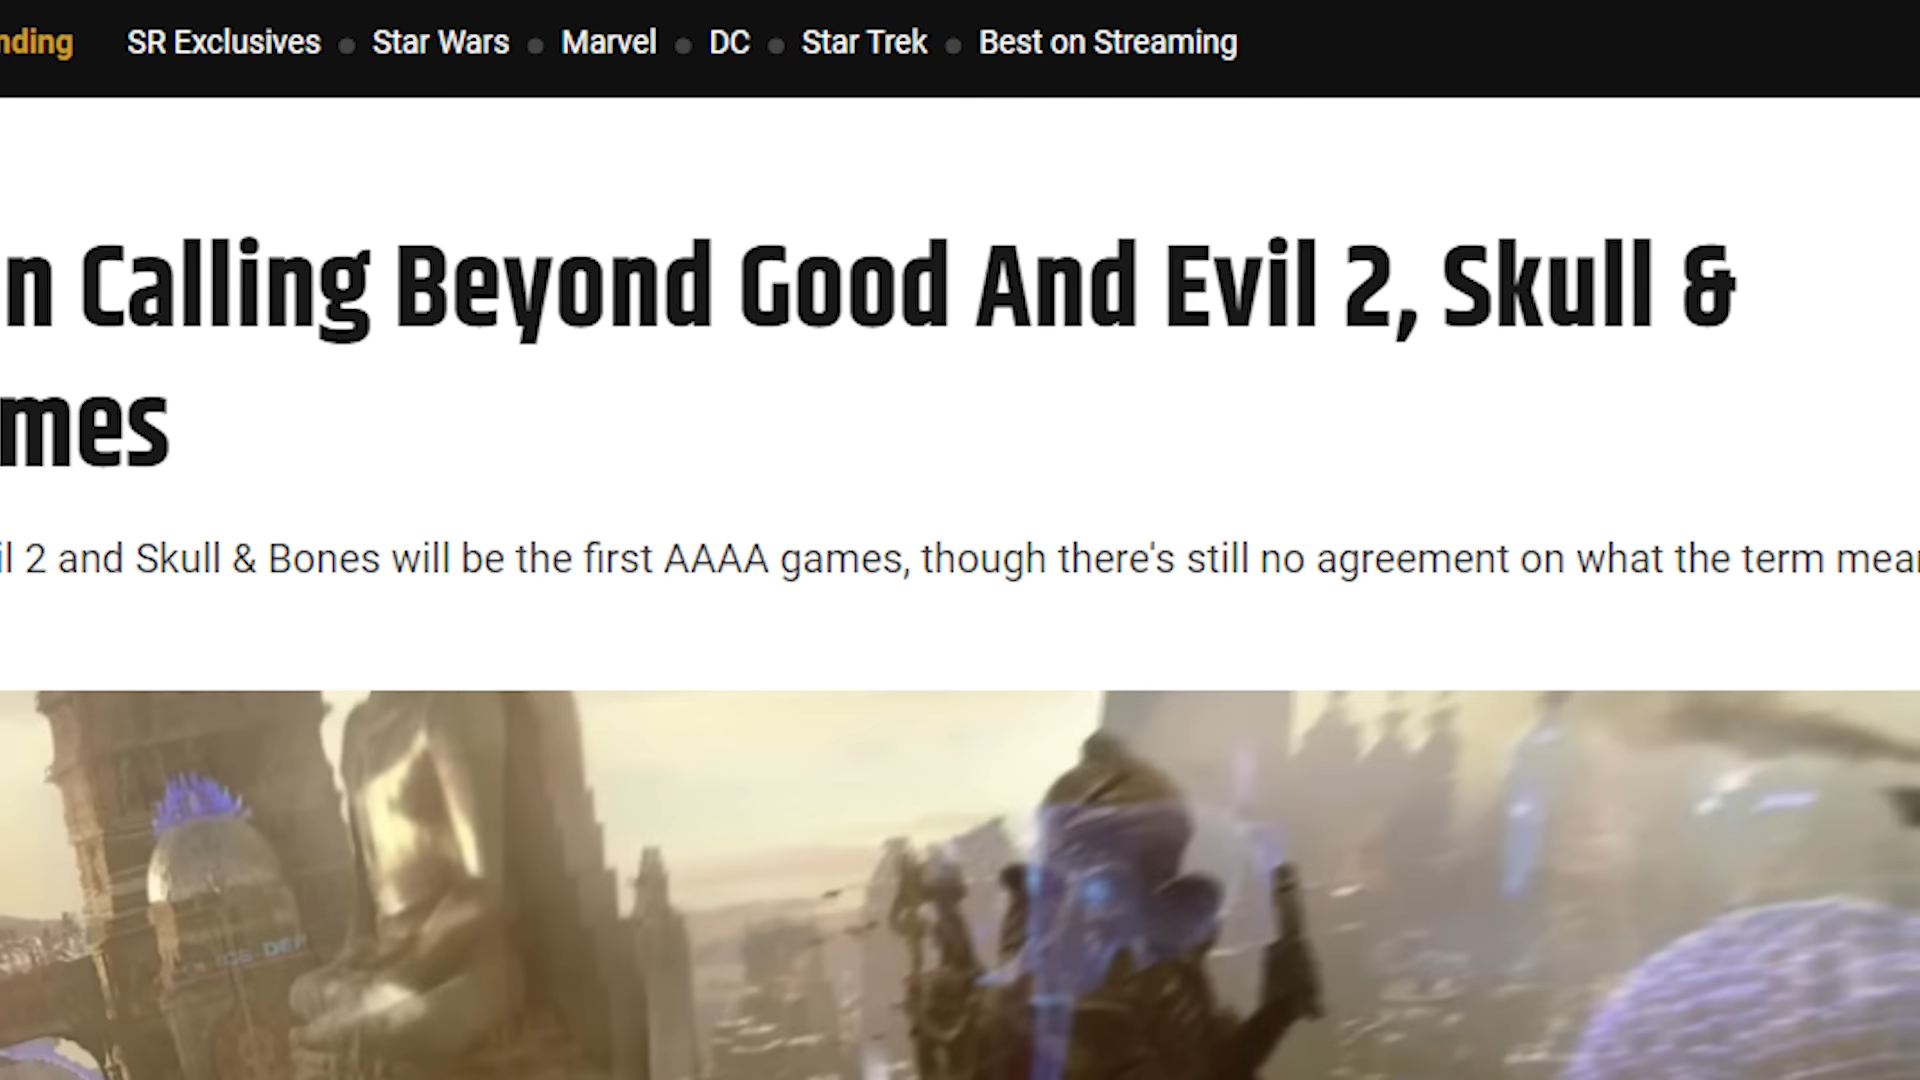 nding SR Exclusives Star Wars Marvel DC Star Trek Best on Streaming
n Calling Beyond Good And Evil 2, Skull &
mes
il 2 and Skull & Bones will be the first AAAA games, though there's still no agreement on what the term mean